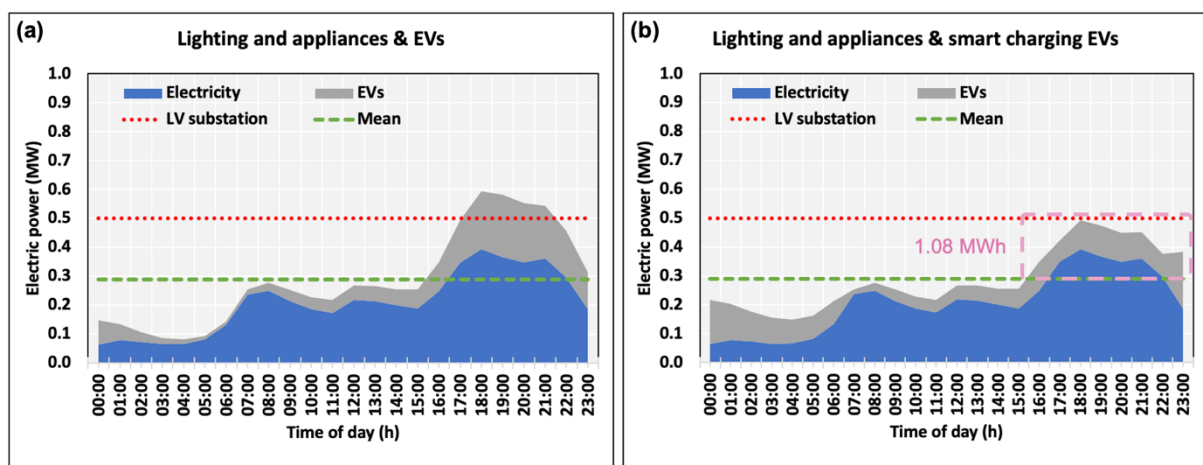 (a)
Lighting and appliances & EVs
1.0
0.9
0.8
0.7
0.6
0.5
0.4
0.3
0.2
0.1
0.0
Electric power (MW)
Electricity EVs
LV substation Mean
00:00 01:00 02:00 03:00 04:00 05:00 06:00 07:00 08:00 09:00 10:00 11:00 12:00 13:00 14:00 15:00 16:00 17:00 18:00 19:00 20:00 21:00 22:00 23:00
Time of day (h)
(b)
Lighting and appliances & smart charging EVs
1.0
0.9
0.8
0.7
0.6
0.5
0.4
0.3
0.2
0.1
0.0
Electric power (MW)
Electricity EVs
LV substation Mean
1.08 MWh
00:00 01:00 02:00 03:00 04:00 05:00 06:00 07:00 08:00 09:00 10:00 11:00 12:00 13:00 14:00 15:00 16:00 17:00 18:00 19:00 20:00 21:00 22:00 23:00
Time of day (h)